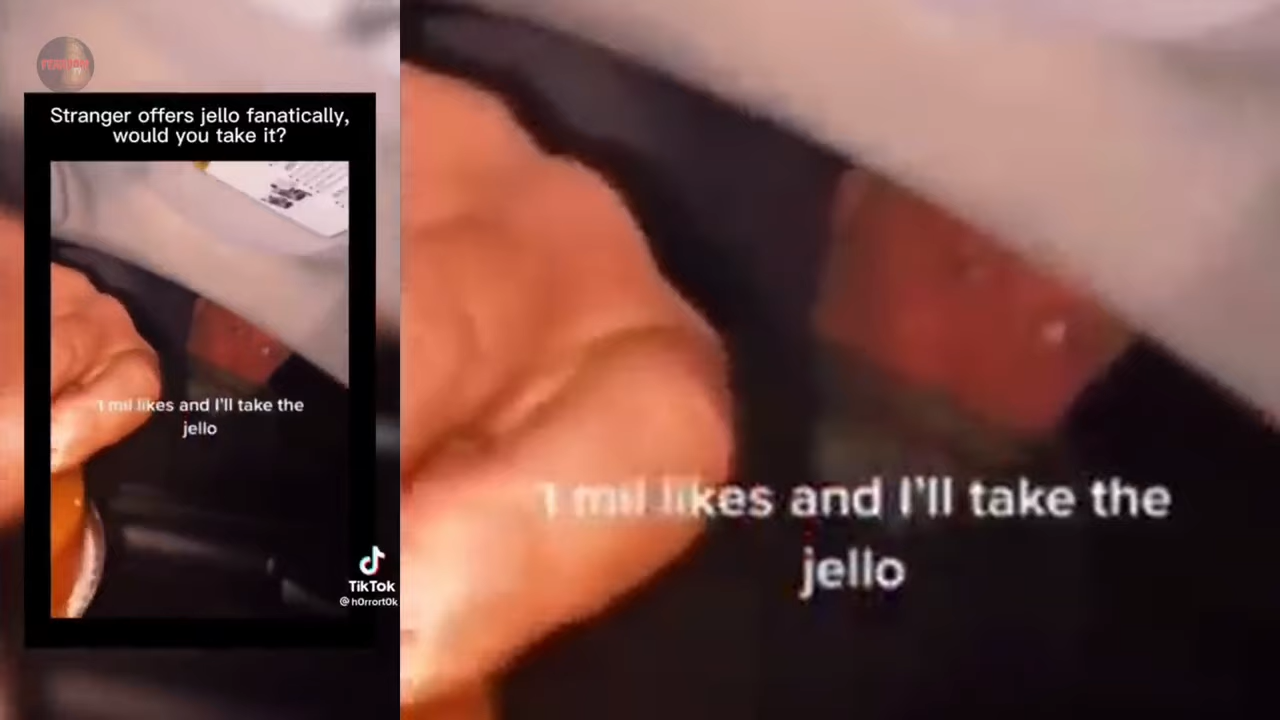 Stranger offers jello fanatically,
would you take it?
1 mil likes and I'll take the
jello
TikTok
@h0rrort0k
1 mil likes and I'll take the
jello